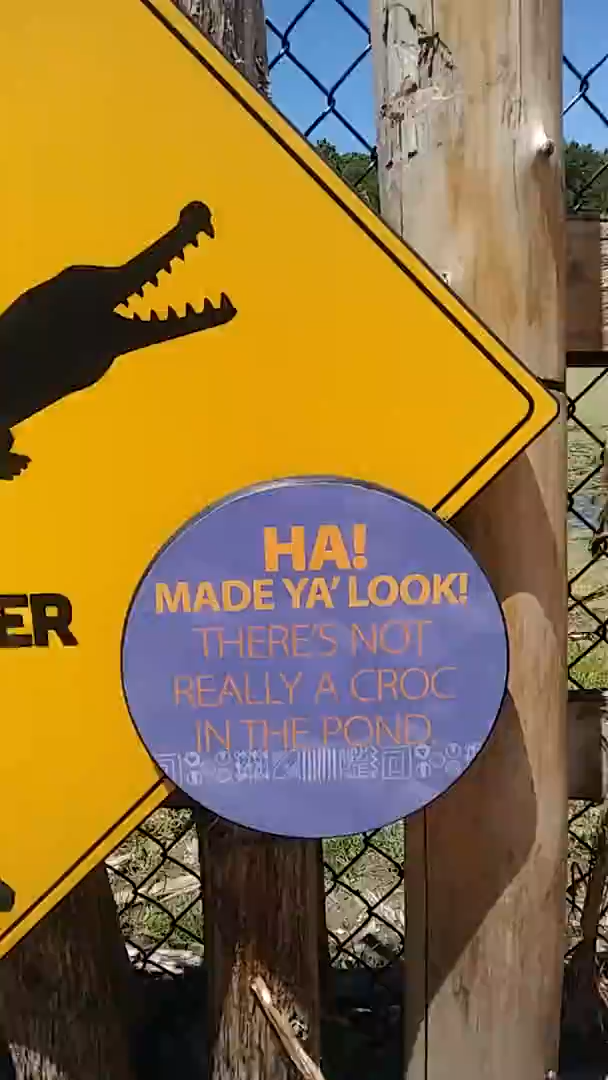 ER
HA!
MADE YA' LOOK!
THERE'S NOT
REALLY A CROC
IN THE POND.